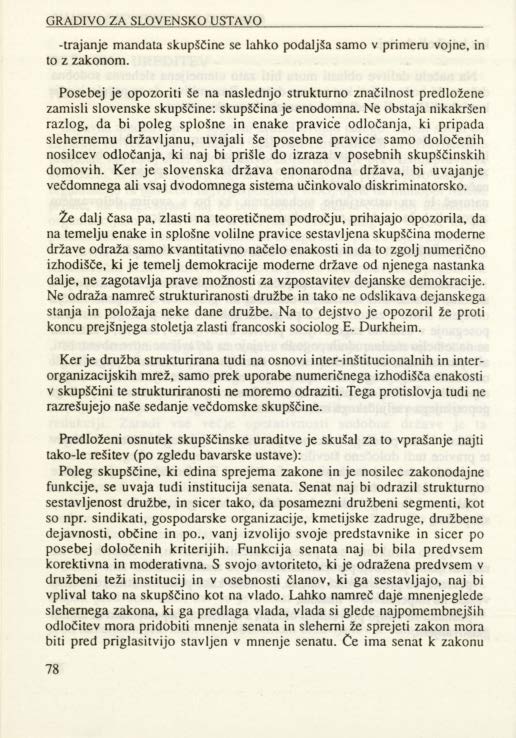 GRADIVO ZA SLOVENSKO USTAVO
-trajanje mandata skupščine se lahko podaljša samo v primeru vojne, in
to z zakonom.
Posebej je opozoriti še na naslednjo strukturno značilnost predložene
zamisli slovenske skupščine: skupščina je enodomna. Ne obstaja nikakršen
razlog, da bi poleg splošne in enake pravice odločanja, ki pripada
slehernemu državljanu, uvajali še posebne pravice samo določenih
nosilcev odločanja, ki naj bi prišle do izraza v posebnih skupščinskih
domovih. Ker je slovenska država enonarodna država, bi uvajanje
večdomnega ali vsaj dvodomnega sistema učinkovalo diskriminatorsko.
Že dalj časa pa, zlasti na teoretičnem področju, prihajajo opozorila, da
na temelju enake in splošne volilne pravice sestavljena skupščina moderne
države odraža samo kvantitativno načelo enakosti in da to zgolj numerično
izhodišče, ki je temelj demokracije moderne države od njenega nastanka
dalje, ne zagotavlja prave možnosti za vzpostavitev dejanske demokracije.
Ne odraža namreč strukturiranosti družbe in tako ne odslikava dejanskega
stanja in položaja neke dane družbe. Na to dejstvo je opozoril že proti
koncu prejšnjega stoletja zlasti francoski sociolog E. Durkheim.
Ker je družba strukturirana tudi na osnovi inter-inštitucionalnih in inter-
organizacijskih mrež, samo prek uporabe numeričnega izhodišča enakosti
v skupščini te strukturiranosti ne moremo odraziti. Tega protislovja tudi ne
razrešujejo naše sedanje večdomske skupščine.
Predloženi osnutek skupščinske uraditve je skušal za to vprašanje najti
tako-le rešitev (po zgledu bavarske ustave):
Poleg skupščine, ki edina sprejema zakone in je nosilec zakonodajne
funkcije, se uvaja tudi institucija senata. Senat naj bi odrazil strukturno
sestavljenost družbe, in sicer tako, da posamezni družbeni segmenti, kot
so npr. sindikati, gospodarske organizacije, kmetijske zadruge, družbene
dejavnosti, občine in po., vanj izvolijo svoje predstavnike in sicer po
posebej določenih kriterijih. Funkcija senata naj bi bila predvsem
korektivna in moderativna. S svojo avtoriteto, ki je odražena predvsem v
družbeni teži institucij in v osebnosti članov, ki ga sestavljajo, naj bi
vplival tako na skupščino kot na vlado. Lahko namreč daje mnenjeglede
slehernega zakona, ki ga predlaga vlada, vlada si glede najpomembnejših
odločitev mora pridobiti mnenje senata in sleherni že sprejeti zakon mora
biti pred priglasitvijo stavljen v mnenje senatu. Če ima senat k zakonu
78